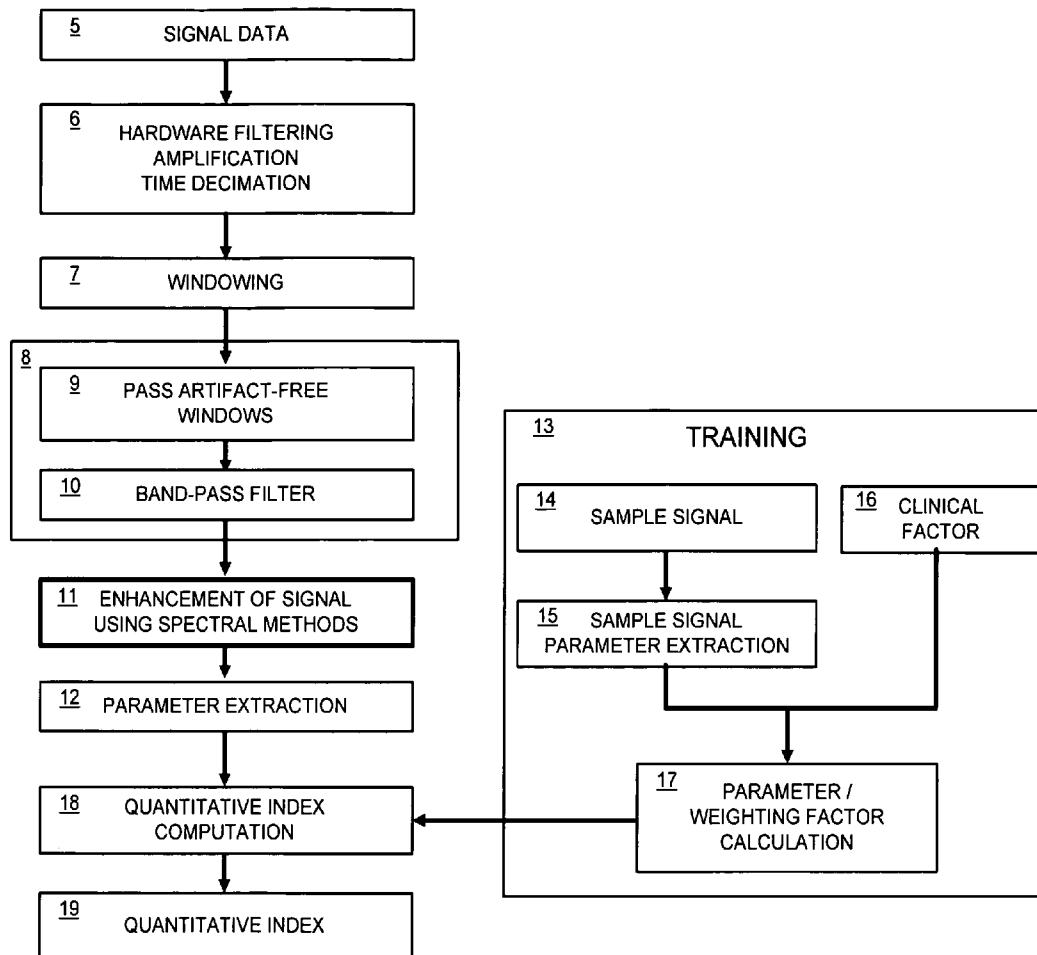 5
SIGNAL DATA
6
HARDWARE FILTERING
AMPLIFICATION
TIME DECIMATION
7
WINDOWING
8
9
PASS ARTIFACT-FREE
WINDOWS
10
BAND-PASS FILTER
11
ENHANCEMENT OF SIGNAL
USING SPECTRAL METHODS
12
PARAMETER EXTRACTION
18
QUANTITATIVE INDEX
COMPUTATION
19
QUANTITATIVE INDEX
13
TRAINING
14
SAMPLE SIGNAL
16
CLINICAL
FACTOR
15
SAMPLE SIGNAL
PARAMETER EXTRACTION
17
PARAMETER /
WEIGHTING FACTOR
CALCULATION